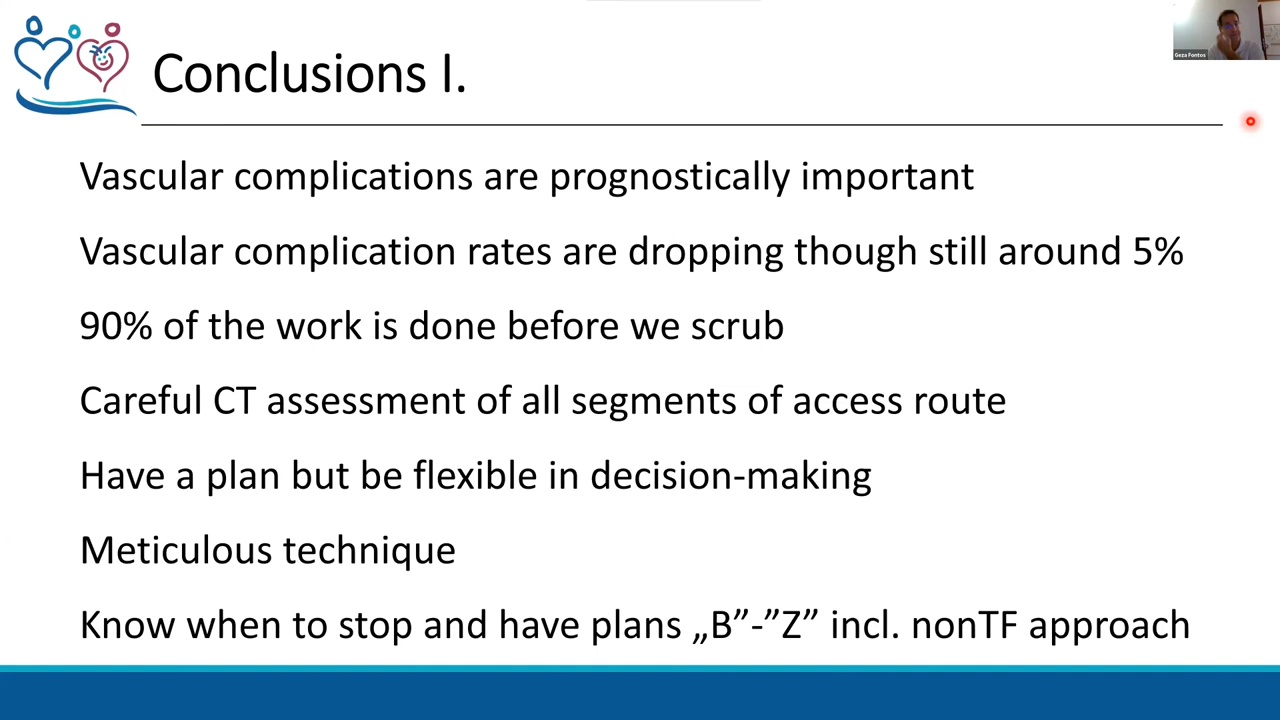 Conclusions I.
Geza Fontos
Vascular complications are prognostically important
Vascular complication rates are dropping though still around 5%
90% of the work is done before we scrub
Careful CT assessment of all segments of access route
Have a plan but be flexible in decision-making
Meticulous technique
Know when to stop and have plans „B”-”Z” incl. nonTF approach